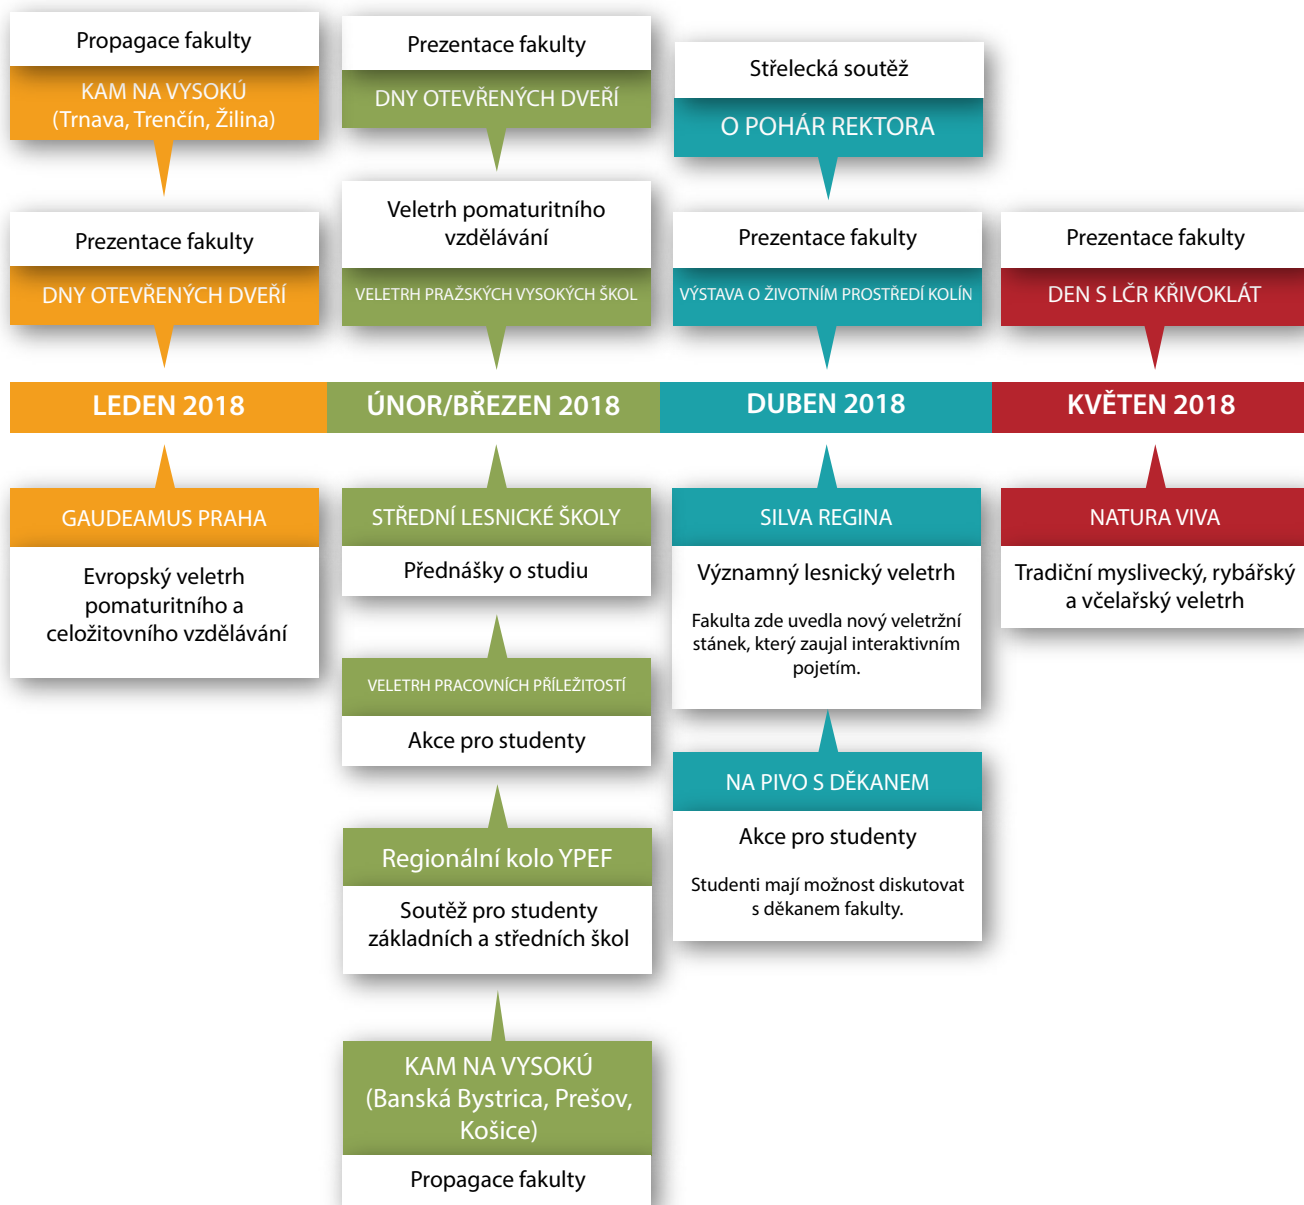 Propagace fakulty
KAM NA VYSOKÚ
(Trnava, Trenčín, Žilina)
Prezentace fakulty
DNY OTEVŘENÝCH DVEŘÍ
Prezentace fakulty
DNY OTEVŘENÝCH DVEŘÍ
Veletrh pomaturitního
vzdělávání
VELETRH PRAŽSKÝCH VYSOKÝCH ŠKOL
Střelecká soutěž
O POHÁR REKTORA
Prezentace fakulty
VÝSTAVA O ŽIVOTNÍM PROSTŘEDÍ KOLÍN
Prezentace fakulty
DEN S LČR KŘIVOKLÁT
LEDEN 2018
ÚNOR/BŘEZEN 2018
DUBEN 2018
KVĚTEN 2018
GAUDEAMUS PRAHA
Evropský veletrh
pomaturitního a
celožitovního vzdělávání
STŘEDNÍ LESNICKÉ ŠKOLY
Přednášky o studiu
VELETRH PRACOVNÍCH PŘÍLEŽITOSTÍ
Akce pro studenty
Regionální kolo YPEF
Soutěž pro studenty
základních a středních škol
KAM NA VYSOKÚ
(Banská Bystrica, Prešov,
Košice)
Propagace fakulty
SILVA REGINA
Významný lesnický veletrh
Fakulta zde uvedla nový veletržní
stánek, který zaujal interaktivním
pojetím.
NA PIVO S DĚKANEM
Akce pro studenty
Studenti mají možnost diskutovat
s děkanem fakulty.
NATURA VIVA
Tradiční myslivecký, rybářský
a včelařský veletrh